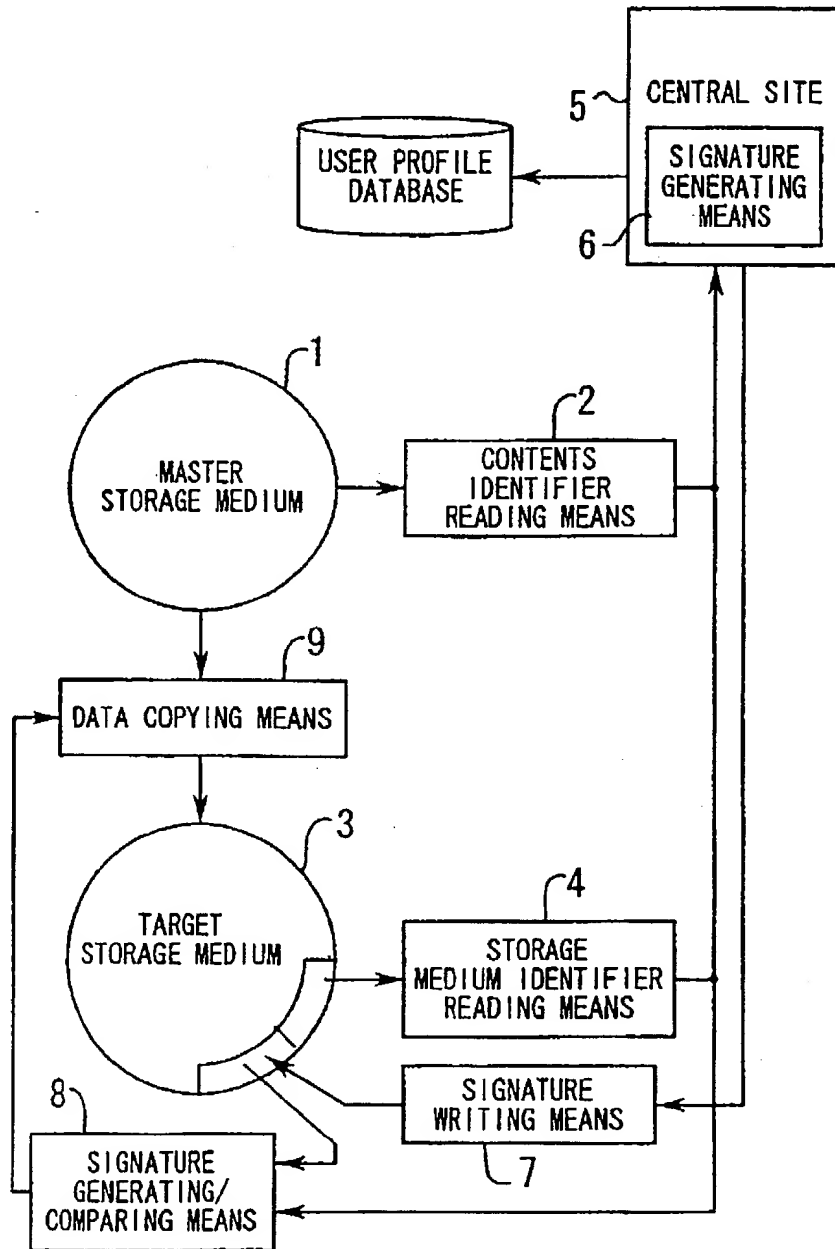 5
CENTRAL SITE
SIGNATURE
GENERATING
MEANS
6
USER PROFILE
DATABASE
1
MASTER
STORAGE MEDIUM
2
CONTENTS
IDENTIFIER
READING MEANS
9
DATA COPYING MEANS
3
TARGET
STORAGE MEDIUM
4
STORAGE
MEDIUM IDENTIFIER
READING MEANS
SIGNATURE
WRITING MEANS
7
8
SIGNATURE
GENERATING/
COMPARING MEANS